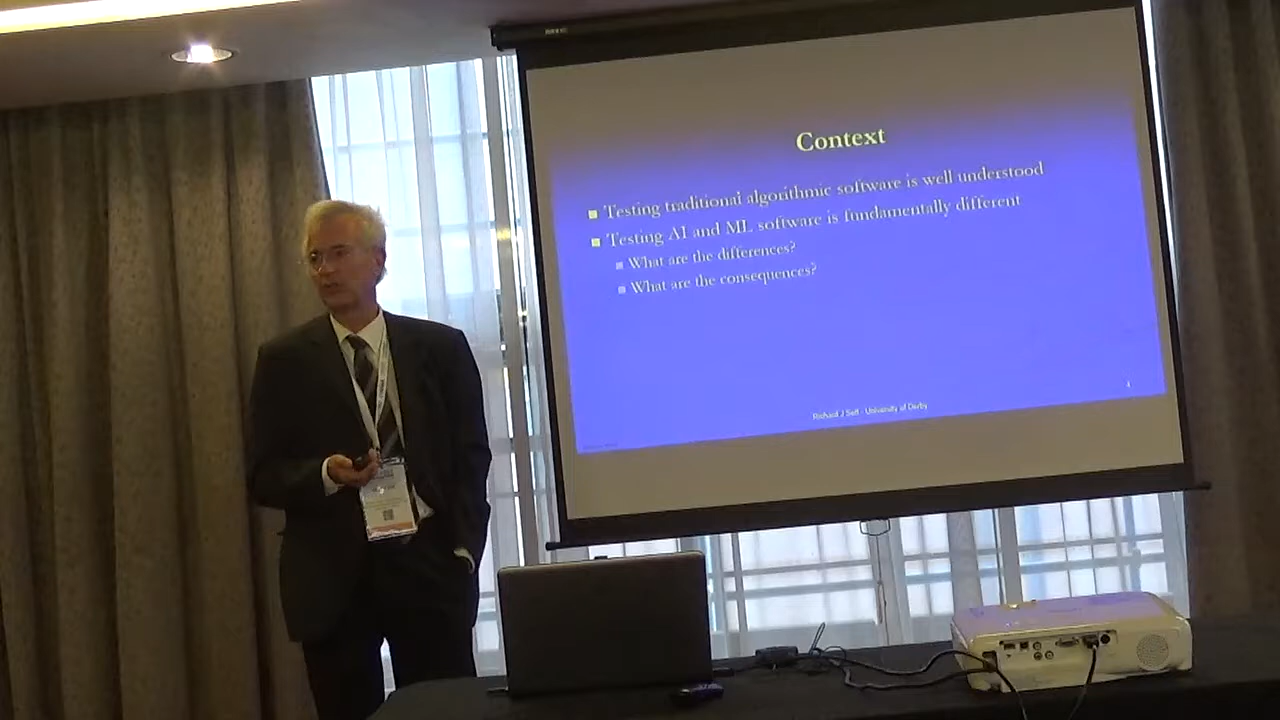 Context
Testing traditional algorithmic software is well understood
Testing AI and ML software is fundamentally different
What are the differences?
What are the consequences?
Richard J Self - University of Derby
4